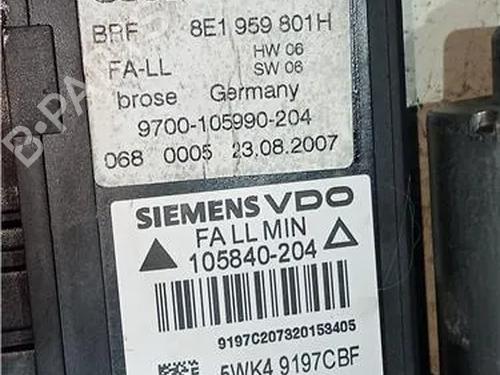 BRF 8E1 959 801H
FA-LL HW 06
SW 06
brose Germany
9700-105990-204
068 0005 23.08.2007
SIEMENS VDO
FA LL MIN
105840-204
9197C207320153405
5WK4 9197CBF
B-PA